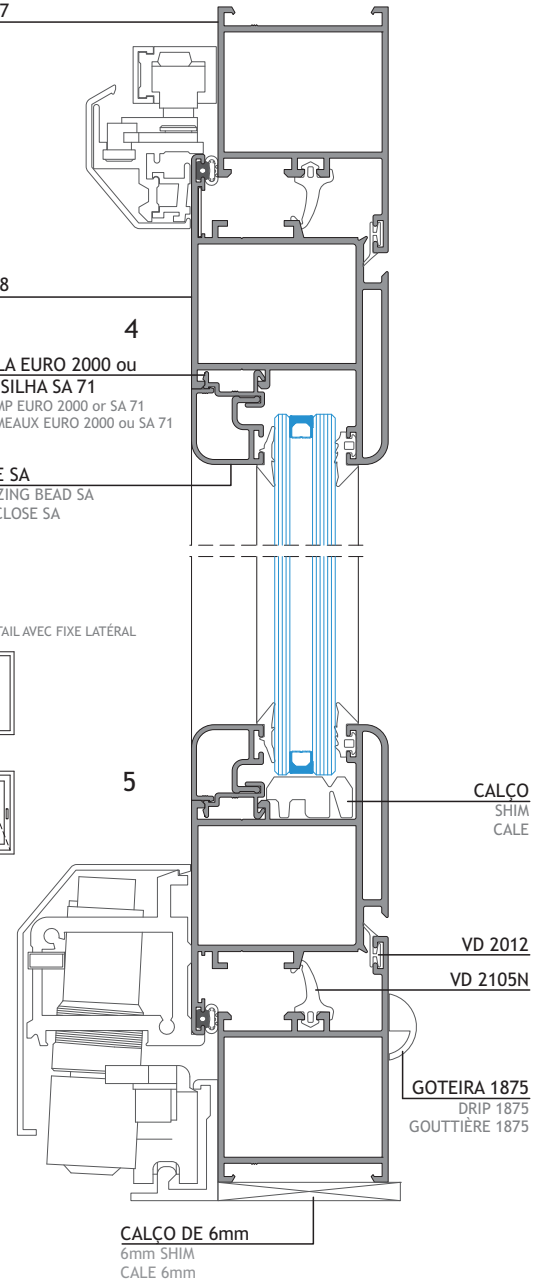 7
8
4
LA EURO 2000 ou
SILHA SA 71
MP EURO 2000 or SA 71
MEAUX EURO 2000 ou SA 71
E SA
ZING BEAD SA
CLOSE SA
TAIL AVEC FIXE LATÉRAL
5
CALÇO
SHIM
CALE
VD 2012
VD 2105N
GOTEIRA 1875
DRIP 1875
GOUTTIÈRE 1875
CALÇO DE 6mm
6mm SHIM
CALE 6mm